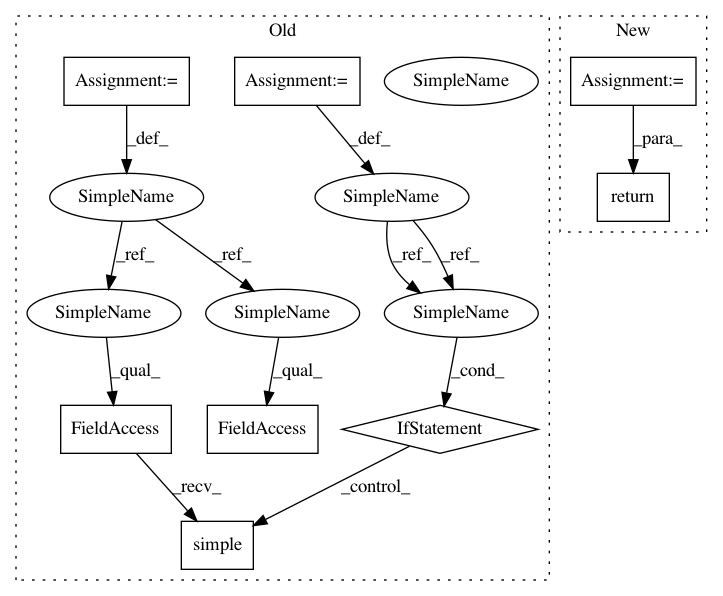 Old
New
Assignment:=
Assignment:=
SimpleName
Assignment:=
_def_
_def_
_para_
SimpleName
SimpleName
return
_ref_
_ref_
_ref_
_ref_
SimpleName
SimpleName
SimpleName
_qual_
_qual_
_cond_
FieldAccess
FieldAccess
IfStatement
_recv_
_control_
simple